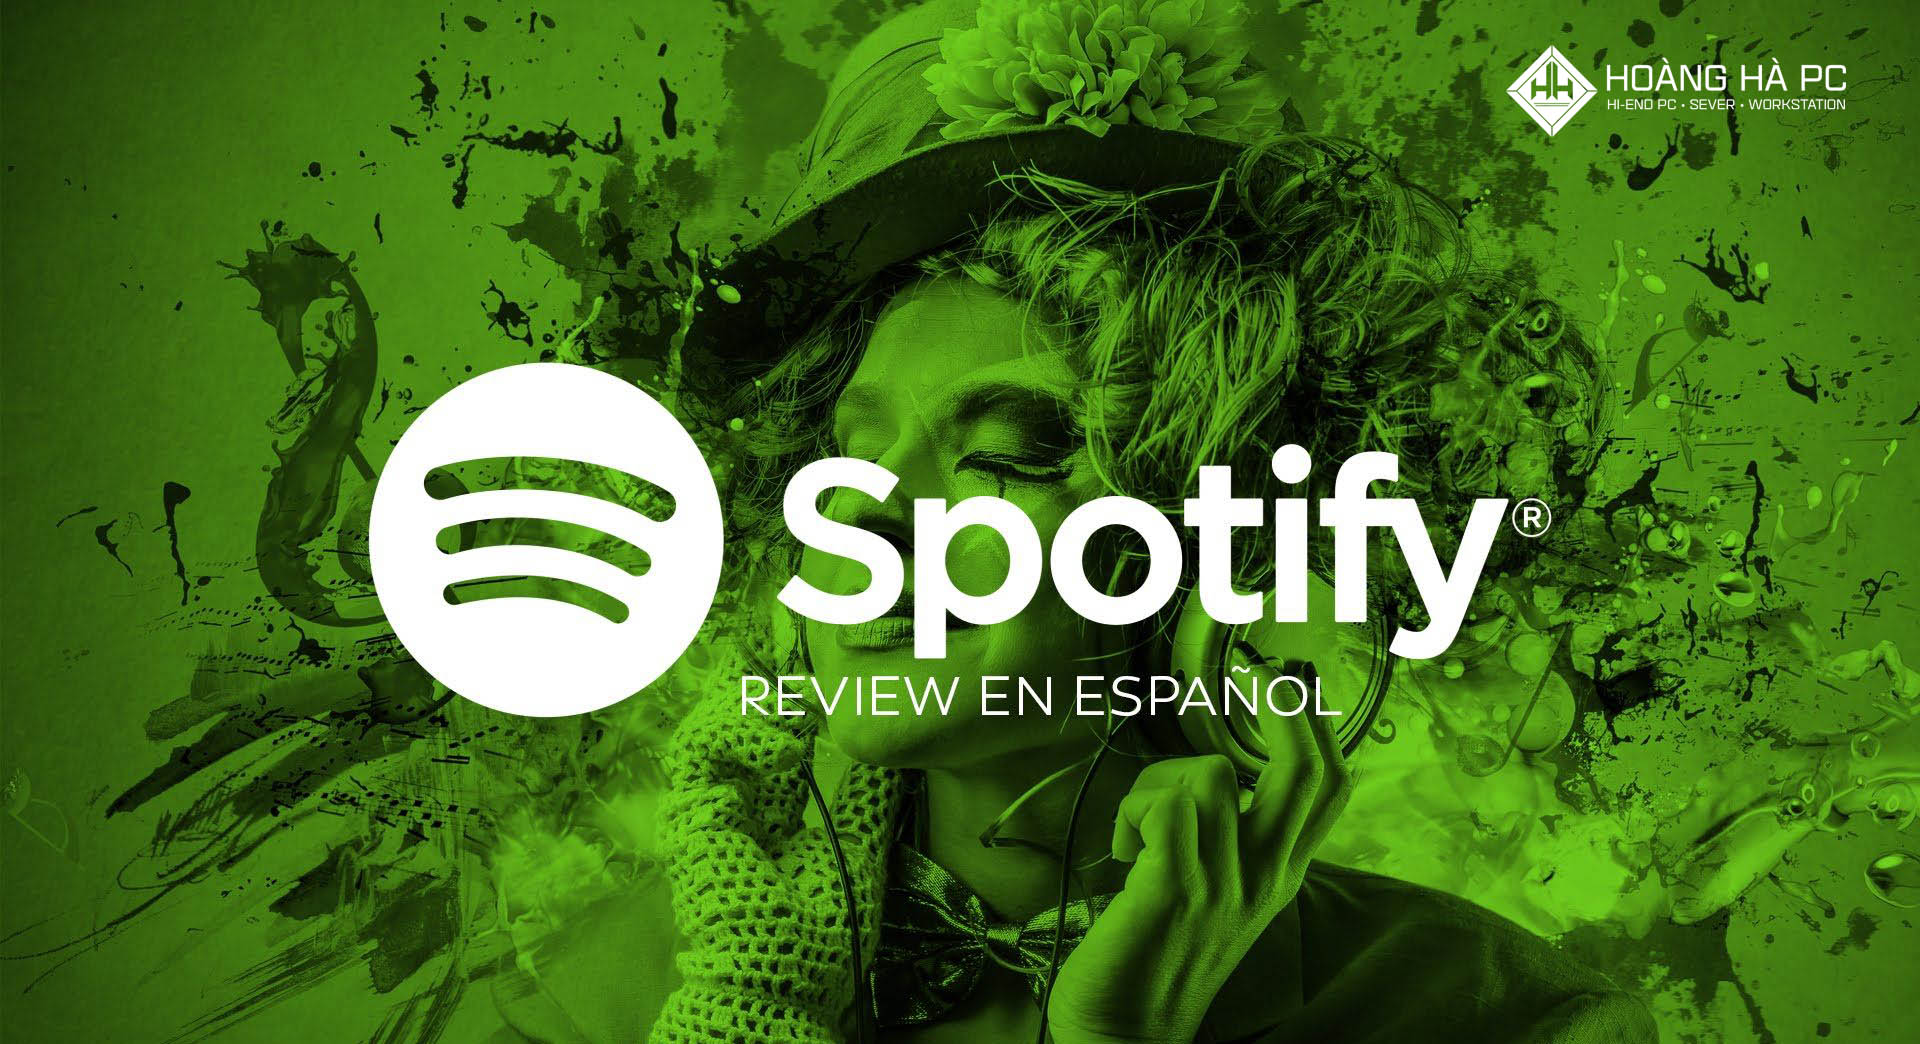 HOÀNG HÀ PC
HI-END PC • SEVER • WORKSTATION
Spotify®
REVIEW EN ESPAÑOL